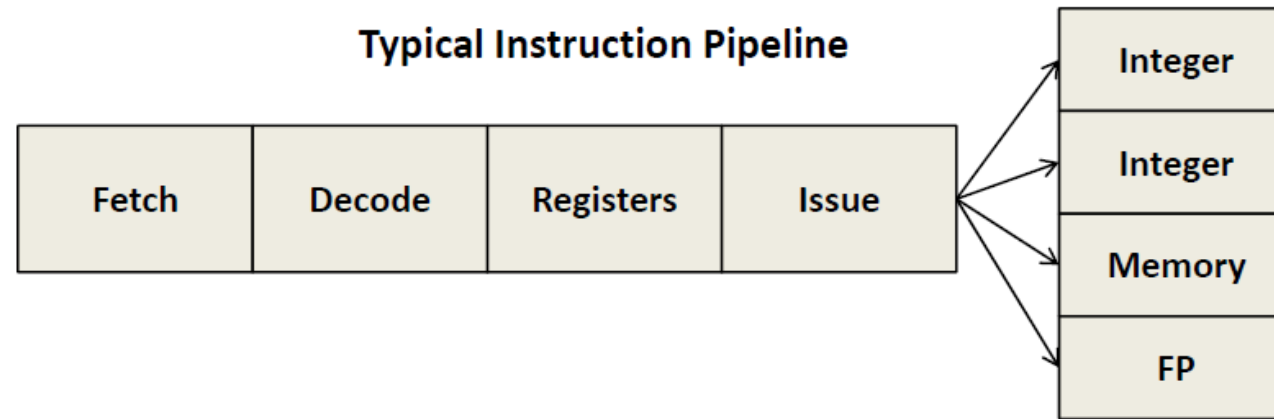 Typical Instruction Pipeline
Fetch
Decode
Registers
Issue
Integer
Integer
Memory
FP